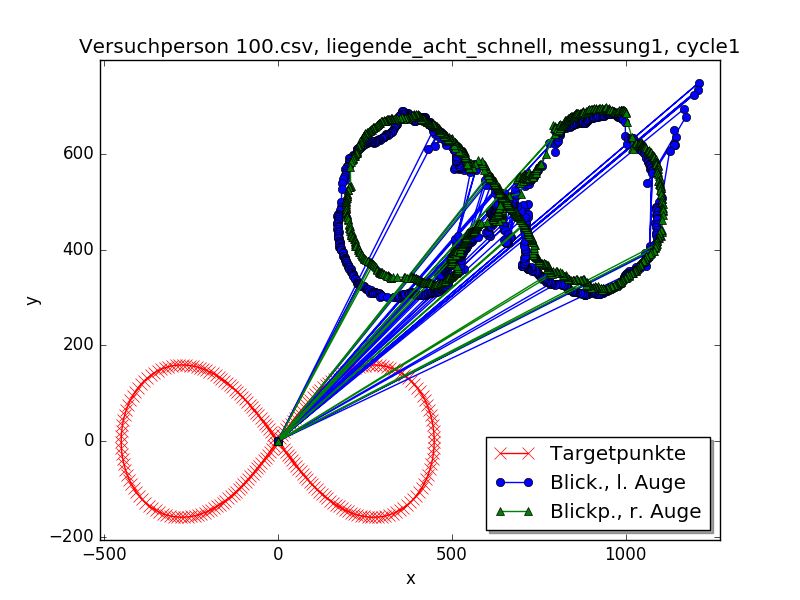 Versuchperson 100.csv, liegende_acht_schnell, messung1, cycle1
600
400
200
0
−200
y
−500
0
500
1000
x
Targetpunkte
Blick., l. Auge
Blickp., r. Auge